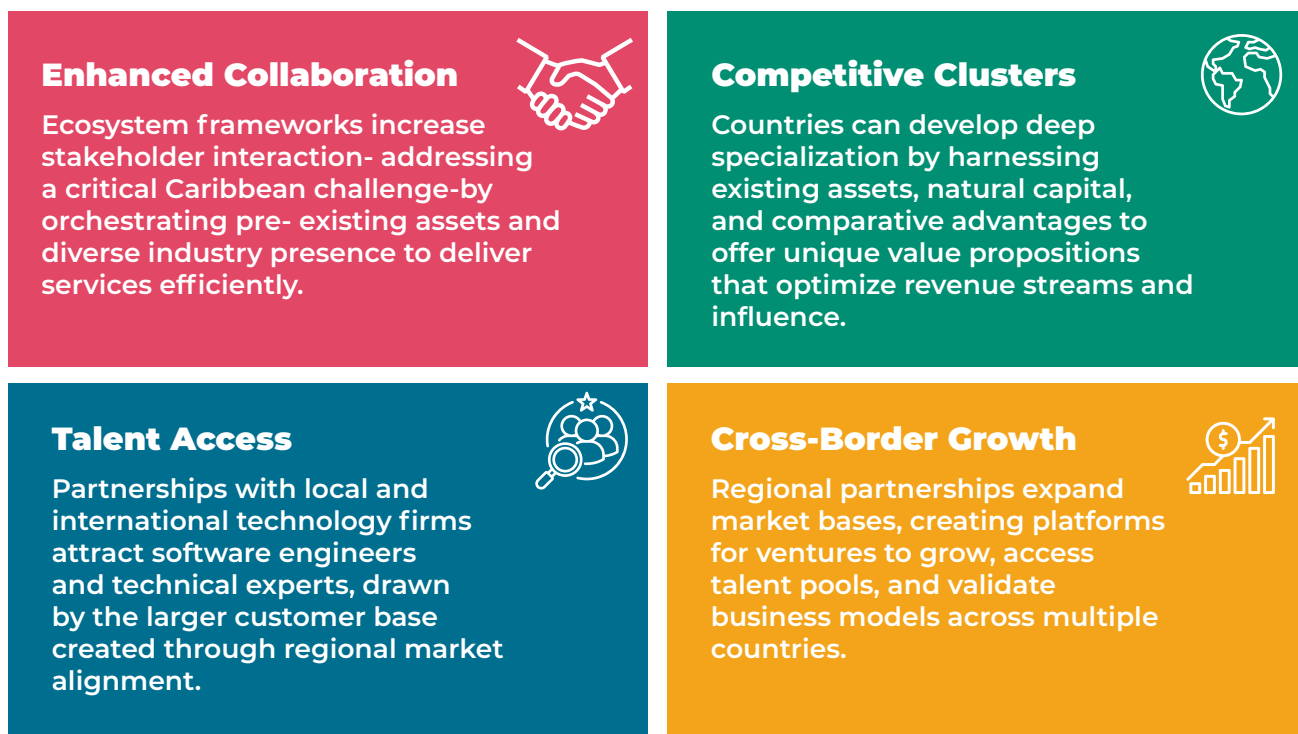 Enhanced Collaboration
Ecosystem frameworks increase
stakeholder interaction- addressing
a critical Caribbean challenge-by
orchestrating pre- existing assets and
diverse industry presence to deliver
services efficiently.
Competitive Clusters
Countries can develop deep
specialization by harnessing
existing assets, natural capital,
and comparative advantages to
offer unique value propositions
that optimize revenue streams and
influence.
Talent Access
Partnerships with local and
international technology firms
attract software engineers
and technical experts, drawn
by the larger customer base
created through regional market
alignment.
Cross-Border Growth
$
Regional partnerships expand
market bases, creating platforms
for ventures to grow, access
talent pools, and validate
business models across multiple
countries.